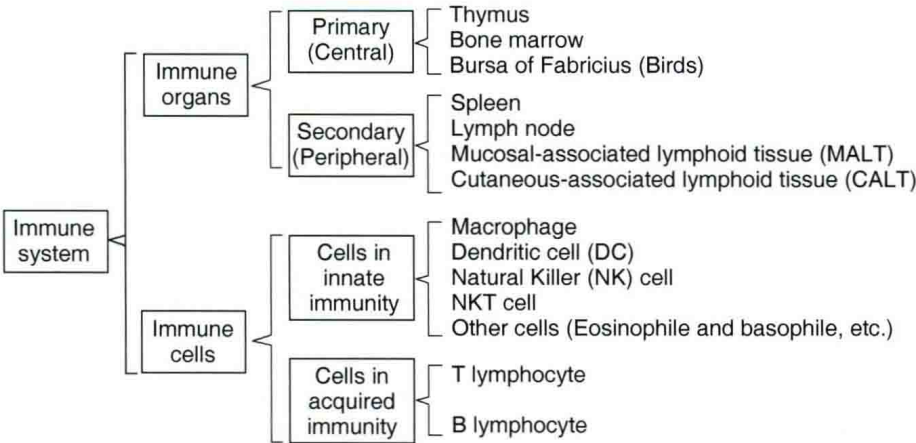 Immune
system
Immune
organs
Primary
(Central)
Thymus
Bone marrow
Bursa of Fabricius (Birds)
Secondary
(Peripheral)
Spleen
Lymph node
Mucosal-associated lymphoid tissue (MALT)
Cutaneous-associated lymphoid tissue (CALT)
Immune
cells
Cells in
innate
immunity
Macrophage
Dendritic cell (DC)
Natural Killer (NK) cell
NKT cell
Other cells (Eosinophile and basophile, etc.)
Cells in
acquired
immunity
T lymphocyte
B lymphocyte